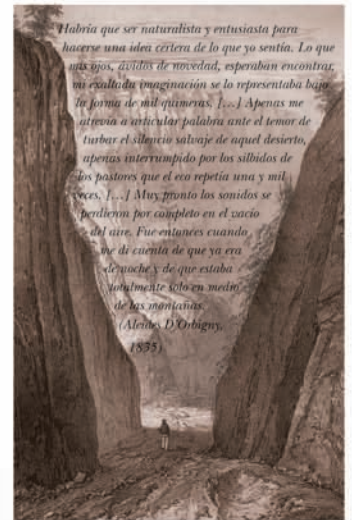 Habría que ser naturalista y entusiasta para
hacerse una idea certera de lo que yo sentía. Lo que
mis ojos, ávidos de novedad, esperaban encontrar,
mi exaltada imaginación se lo representaba bajo
la forma de mil quimeras. [...] Apenas me
atrevía a articular palabra ante el temor de
turbar el silencio salvaje de aquel desierto,
apenas interrumpido por los silbidos de
los pastores que el eco repetía una y mil
veces. [...] Muy pronto los sonidos se
perdieron por completo en el vacío
del aire. Fue entonces cuando
me di cuenta de que ya era
de noche y de que estaba
totalmente solo en medio
de las montañas.
(Alcides D'Orbigny,
1835)